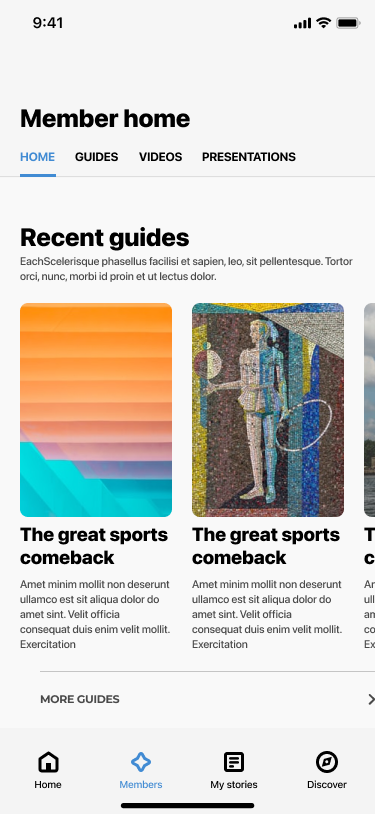 9:41
Member home
HOME GUIDES VIDEOS PRESENTATIONS
Recent guides
EachScelerisque phasellus facilisi et sapien, leo, sit pellentesque. Tortor
orci, nunc, morbi id proin et ut lectus dolor.
The great sports
comeback
Amet minim mollit non deserunt
ullamco est sit aliqua dolor do
amet sint. Velit officia
consequat duis enim velit mollit.
Exercitation
The great sports
comeback
Amet minim mollit non deserunt
ullamco est sit aliqua dolor do
amet sint. Velit officia
consequat duis enim velit mollit.
Exercitation
MORE GUIDES
Home Members My stories Discover